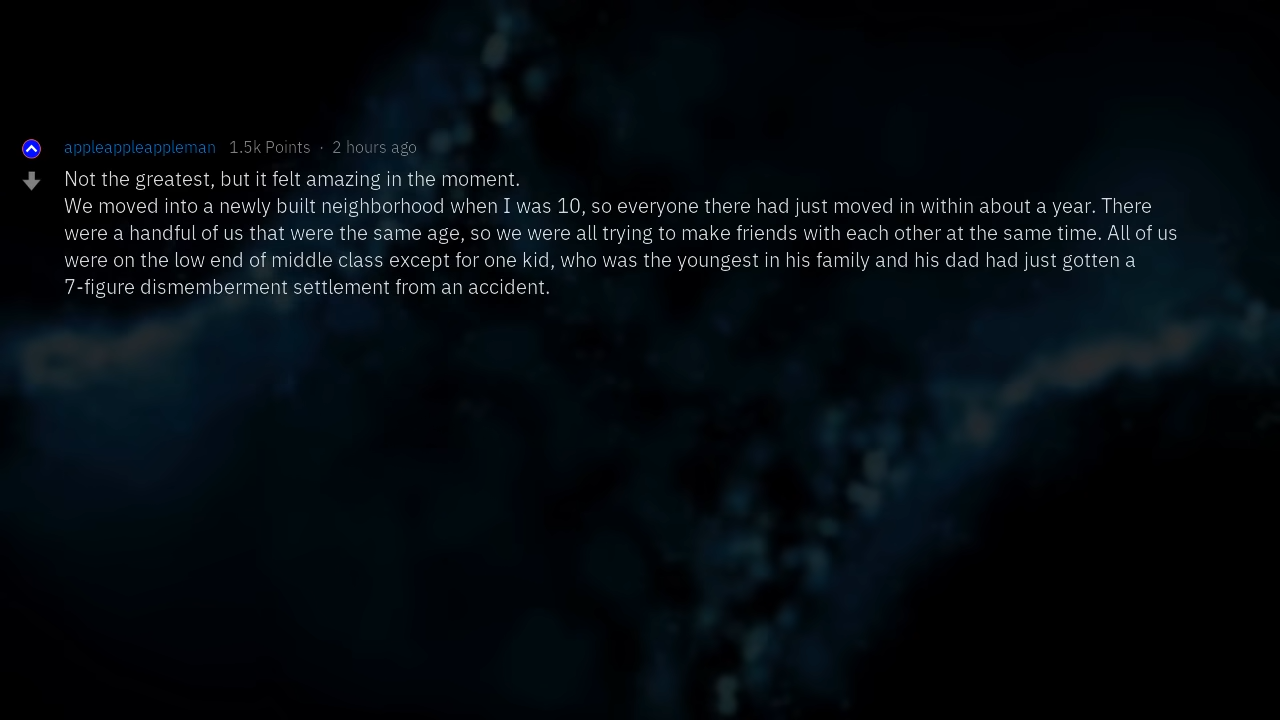 appleappleappleman 1.5k Points · 2 hours ago
Not the greatest, but it felt amazing in the moment.
We moved into a newly built neighborhood when I was 10, so everyone there had just moved in within about a year. There
were a handful of us that were the same age, so we were all trying to make friends with each other at the same time. All of us
were on the low end of middle class except for one kid, who was the youngest in his family and his dad had just gotten a
7-figure dismemberment settlement from an accident.